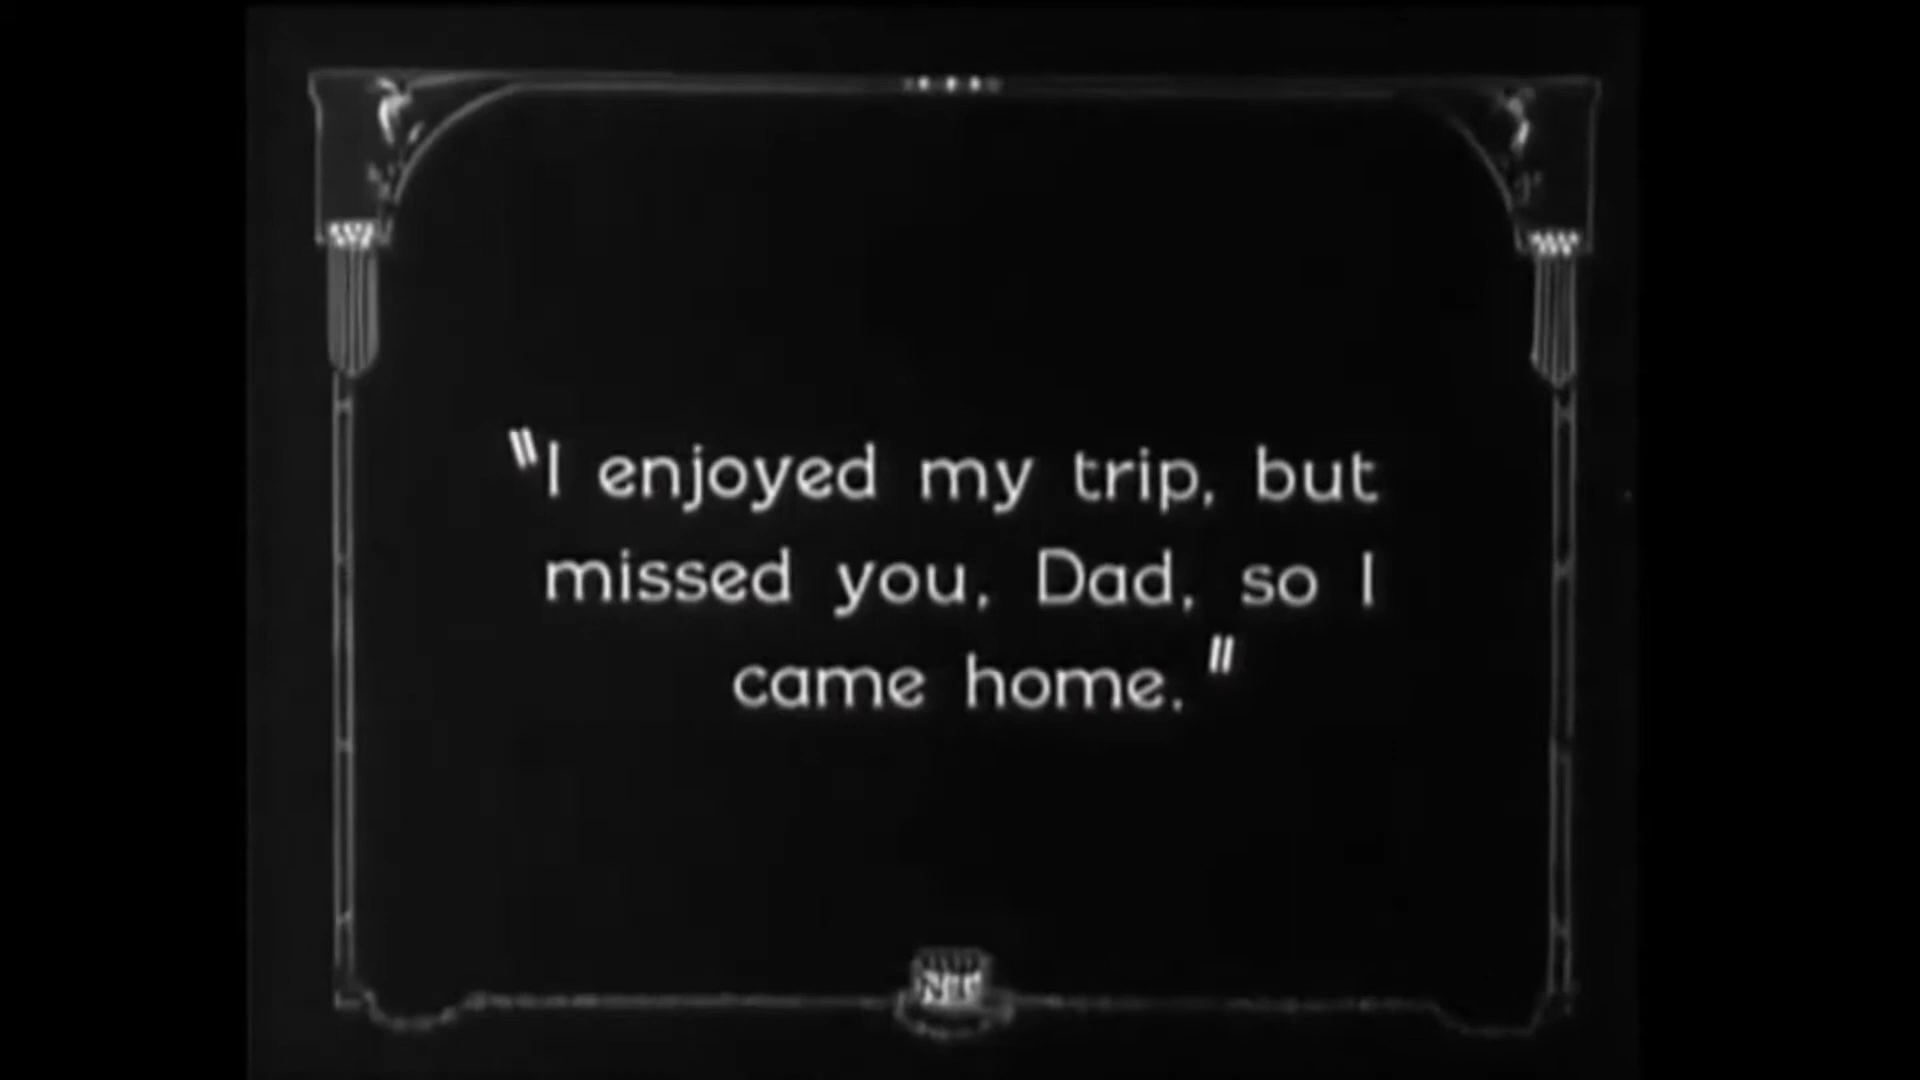 "I enjoyed my trip, but
missed you, Dad, so I
came home."